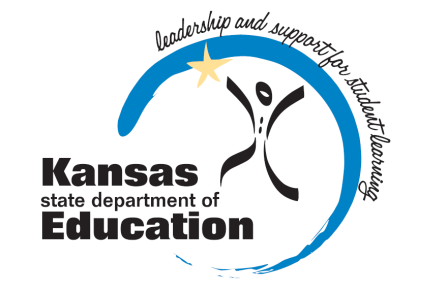 leadership and support for student learning
Kansas
state department of
Education